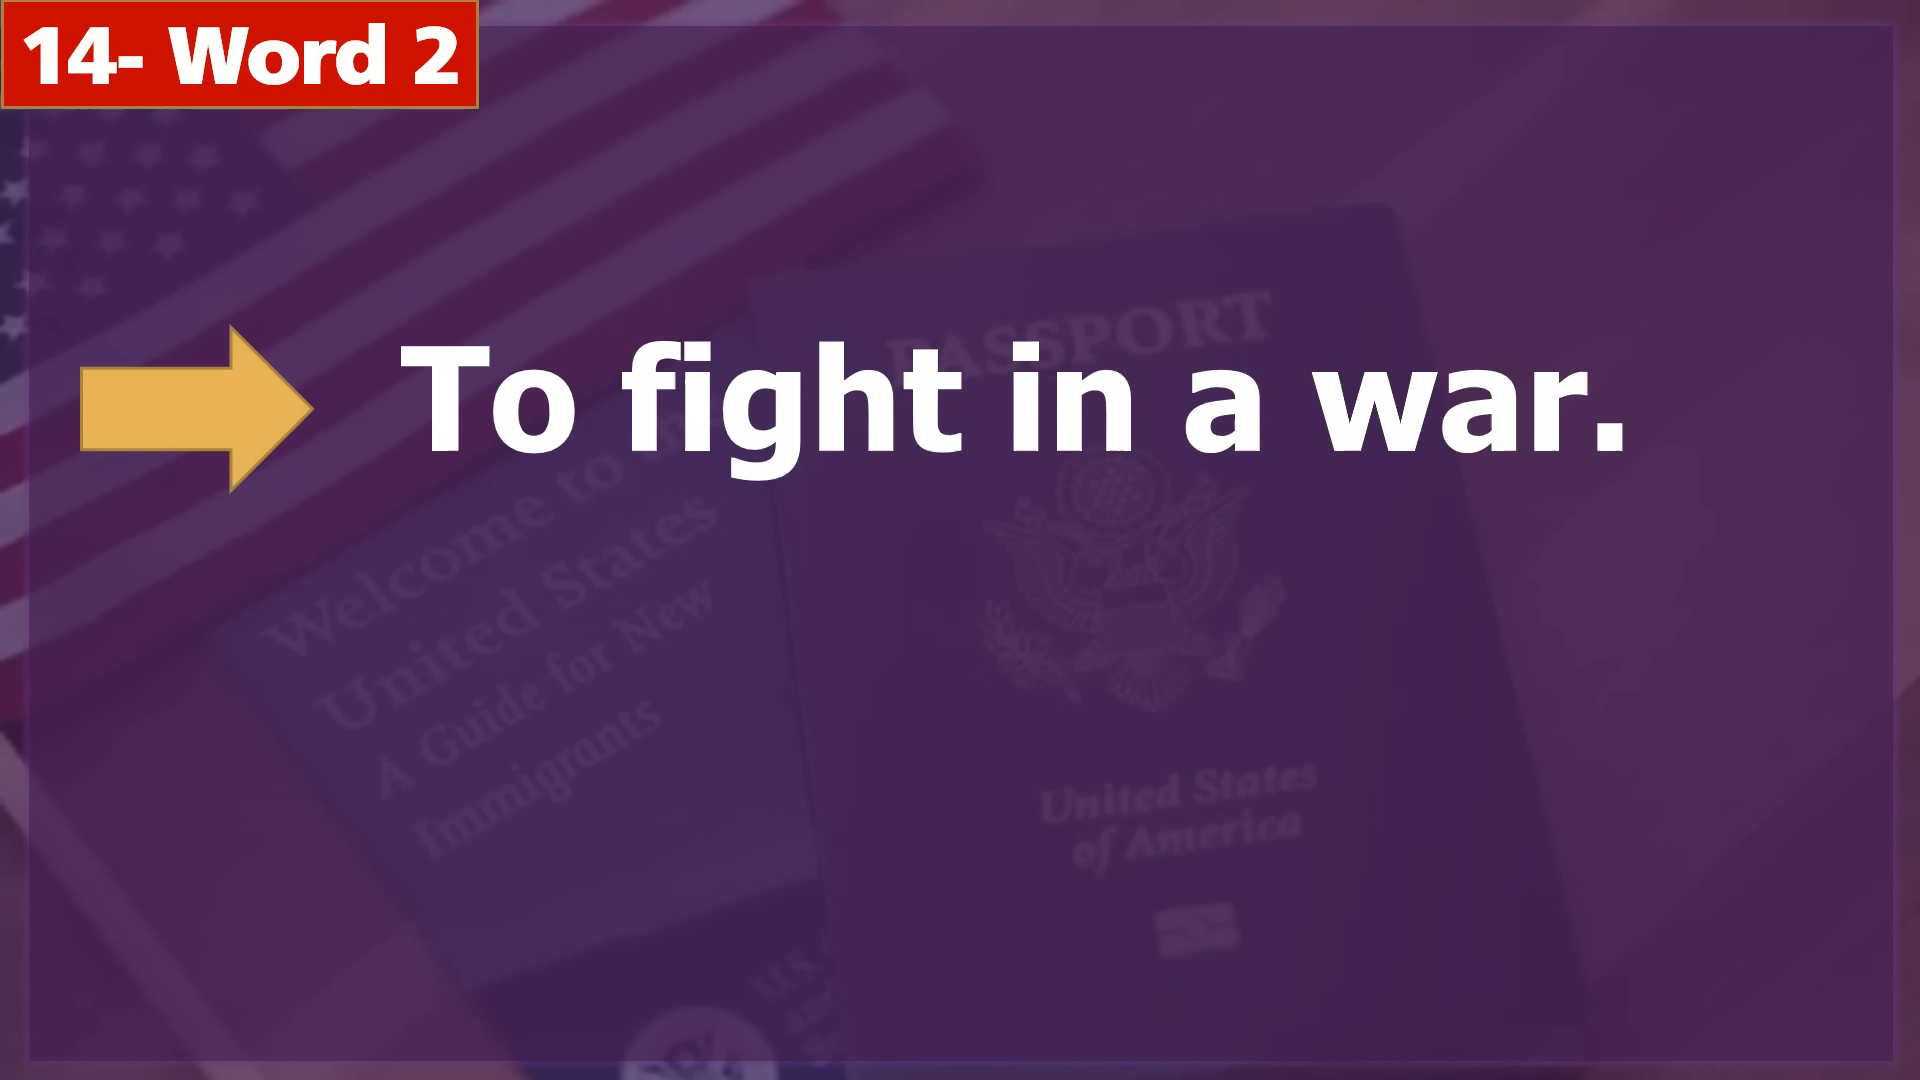 14- Word 2
To fight in a war.
PASSPORT
Welcome to
United States
A Guide for New
Immigrants
United States
of America
U.S.